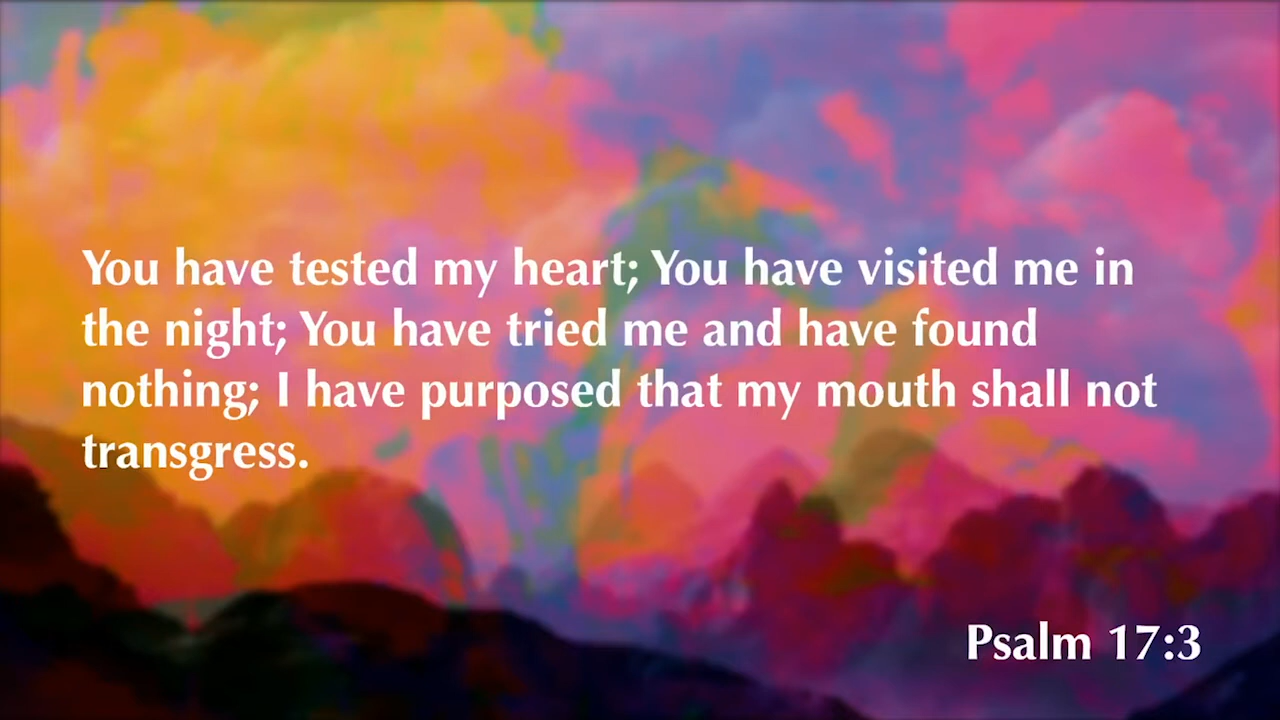 You have tested my heart; You have visited me in
the night; You have tried me and have found
nothing; I have purposed that my mouth shall not
transgress.
Psalm 17:3